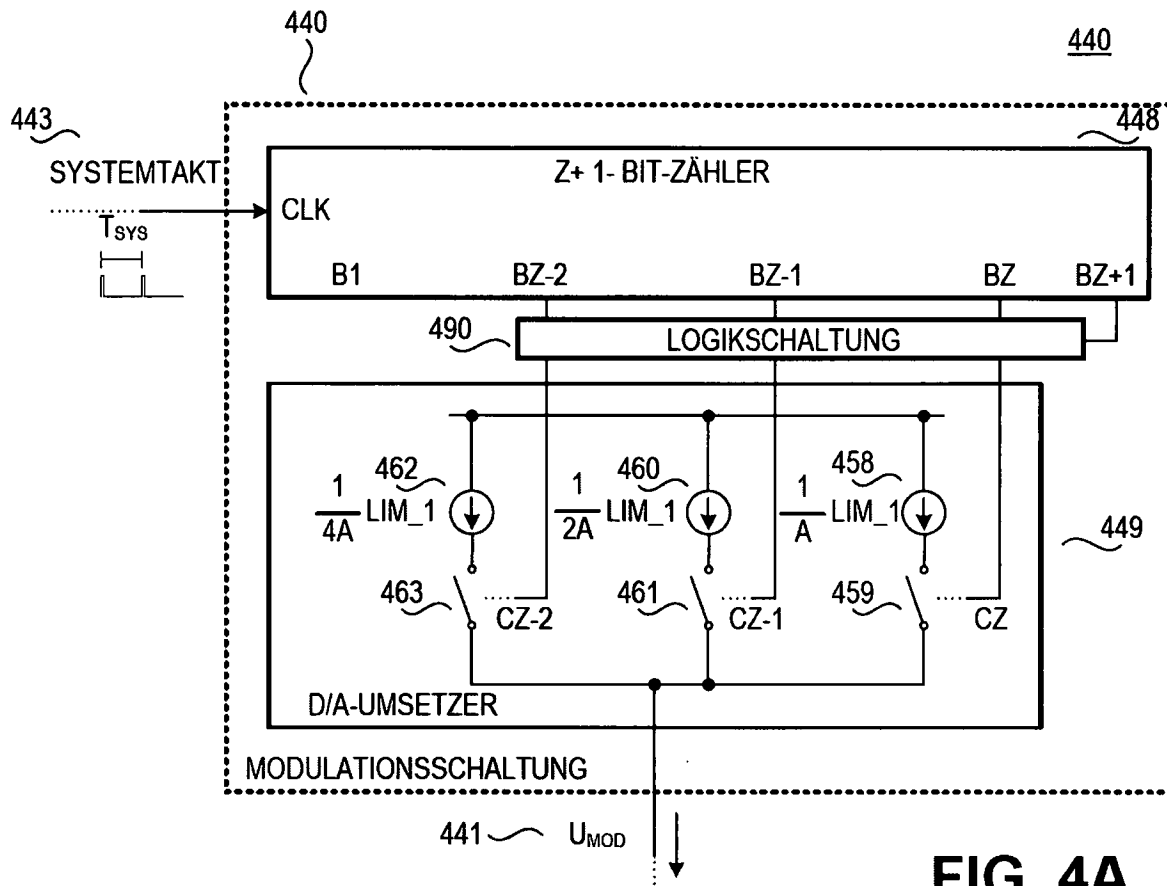 440
440
443
448
SYSTEMTAKT
Z+ 1- BIT-ZÄHLER
CLK
TSYS
B1 BZ-2 BZ-1 BZ BZ+1
490
LOGIKSCHALTUNG
462 460 458
1/4A LIM_1 1/2A LIM_1 1/A LIM_1
449
463 461 459
CZ-2 CZ-1 CZ
D/A-UMSETZER
MODULATIONSSCHALTUNG
441 UMOD
FIG. 4A